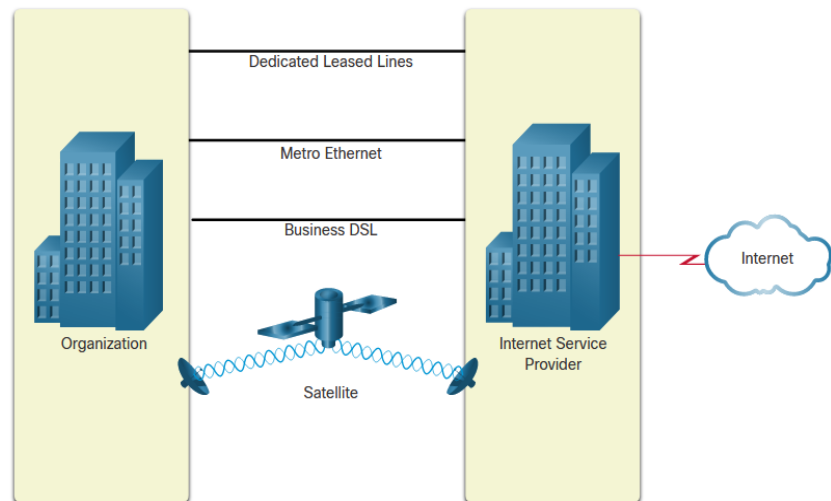 Dedicated Leased Lines
Metro Ethernet
Business DSL
Organization
Satellite
Internet Service
Provider
Internet